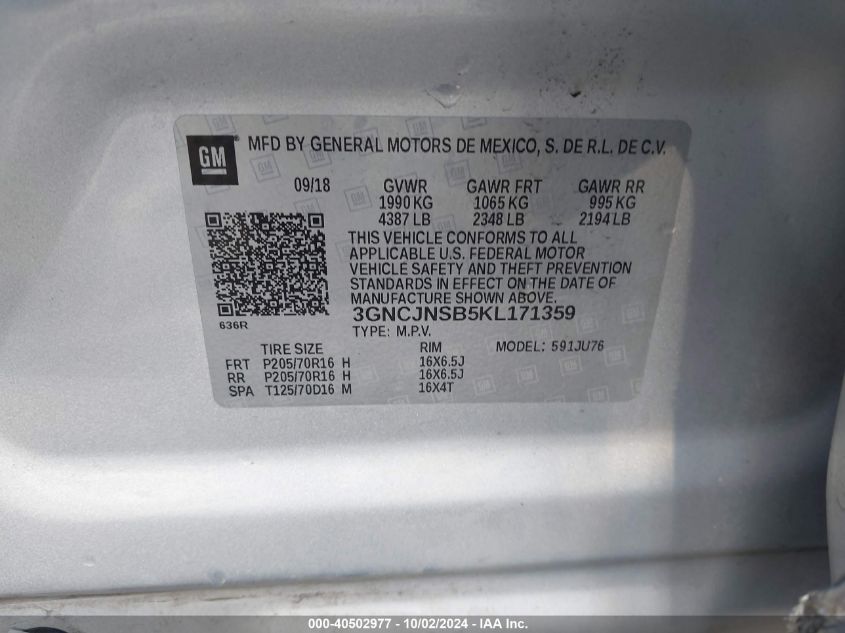 GM
MFD BY GENERAL MOTORS DE MEXICO, S. DE R.L. DE C.V.
09/18 GVWR GAWR FRT GAWR RR
1990 KG 1065 KG 995 KG
4387 LB 2348 LB 2194 LB
THIS VEHICLE CONFORMS TO ALL
APPLICABLE U.S. FEDERAL MOTOR
VEHICLE SAFETY AND THEFT PREVENTION
STANDARDS IN EFFECT ON THE DATE OF
MANUFACTURE SHOWN ABOVE.
3GNCJNSB5KL171359
636R
TYPE: M.P.V.
TIRE SIZE RIM MODEL: 591JU76
FRT P205/70R16 H 16X6.5J
RR P205/70R16 H 16X6.5J
SPA T125/70D16 M 16X4T
000-40502977 - 10/02/2024 - IAA Inc.